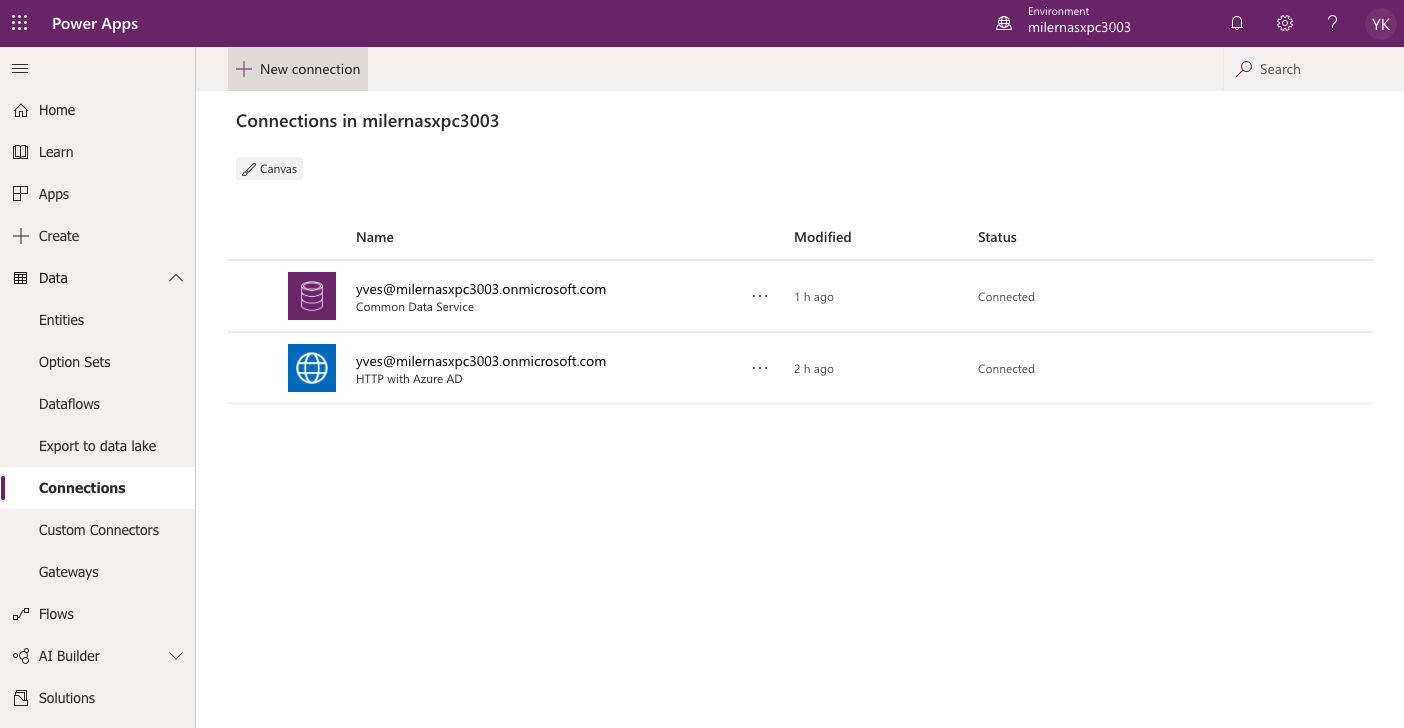 Power Apps
Environment
milernasxpc3003
?
YK
New connection
Search
Home
Learn
Apps
Create
Data
Entities
Option Sets
Dataflows
Export to data lake
Connections
Custom Connectors
Gateways
Flows
AI Builder
Solutions
Connections in milernasxpc3003
Canvas
Name Modified Status
yves@milernasxpc3003.onmicrosoft.com ... 1 h ago Connected
Common Data Service
yves@milernasxpc3003.onmicrosoft.com ... 2 h ago Connected
HTTP with Azure AD